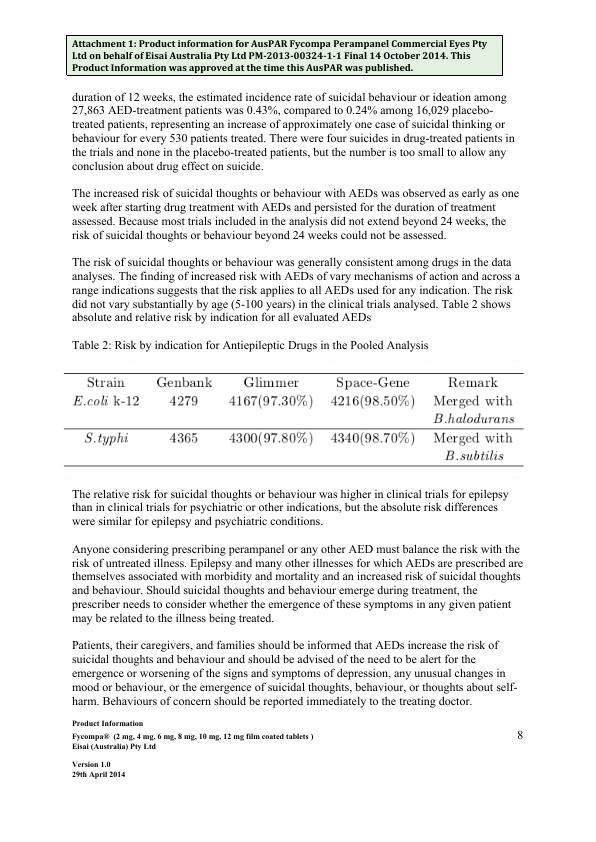 Attachment 1: Product information for AusPAR Fycompa Perampanel Commercial Eyes Pty
Ltd on behalf of Eisai Australia Pty Ltd PM-2013-00324-1-1 Final 14 October 2014. This
Product Information was approved at the time this AusPAR was published.
duration of 12 weeks, the estimated incidence rate of suicidal behaviour or ideation among
27,863 AED-treatment patients was 0.43%, compared to 0.24% among 16,029 placebo-
treated patients, representing an increase of approximately one case of suicidal thinking or
behaviour for every 530 patients treated. There were four suicides in drug-treated patients in
the trials and none in the placebo-treated patients, but the number is too small to allow any
conclusion about drug effect on suicide.
The increased risk of suicidal thoughts or behaviour with AEDs was observed as early as one
week after starting drug treatment with AEDs and persisted for the duration of treatment
assessed. Because most trials included in the analysis did not extend beyond 24 weeks, the
risk of suicidal thoughts or behaviour beyond 24 weeks could not be assessed.
The risk of suicidal thoughts or behaviour was generally consistent among drugs in the data
analyses. The finding of increased risk with AEDs of vary mechanisms of action and across a
range indications suggests that the risk applies to all AEDs used for any indication. The risk
did not vary substantially by age (5-100 years) in the clinical trials analysed. Table 2 shows
absolute and relative risk by indication for all evaluated AEDs
Table 2: Risk by indication for Antiepileptic Drugs in the Pooled Analysis
Strain Genbank Glimmer Space-Gene Remark
E.coli k-12 4279 4167(97.30%) 4216(98.50%) Merged with
B.halodurans
S.typhi 4365 4300(97.80%) 4340(98.70%) Merged with
B.subtilis
The relative risk for suicidal thoughts or behaviour was higher in clinical trials for epilepsy
than in clinical trials for psychiatric or other indications, but the absolute risk differences
were similar for epilepsy and psychiatric conditions.
Anyone considering prescribing perampanel or any other AED must balance the risk with the
risk of untreated illness. Epilepsy and many other illnesses for which AEDs are prescribed are
themselves associated with morbidity and mortality and an increased risk of suicidal thoughts
and behaviour. Should suicidal thoughts and behaviour emerge during treatment, the
prescriber needs to consider whether the emergence of these symptoms in any given patient
may be related to the illness being treated.
Patients, their caregivers, and families should be informed that AEDs increase the risk of
suicidal thoughts and behaviour and should be advised of the need to be alert for the
emergence or worsening of the signs and symptoms of depression, any unusual changes in
mood or behaviour, or the emergence of suicidal thoughts, behaviour, or thoughts about self-
harm. Behaviours of concern should be reported immediately to the treating doctor.
Product Information
Fycompa® (2 mg, 4 mg, 6 mg, 8 mg, 10 mg, 12 mg film coated tablets ) 8
Eisai (Australia) Pty Ltd
Version 1.0
29th April 2014